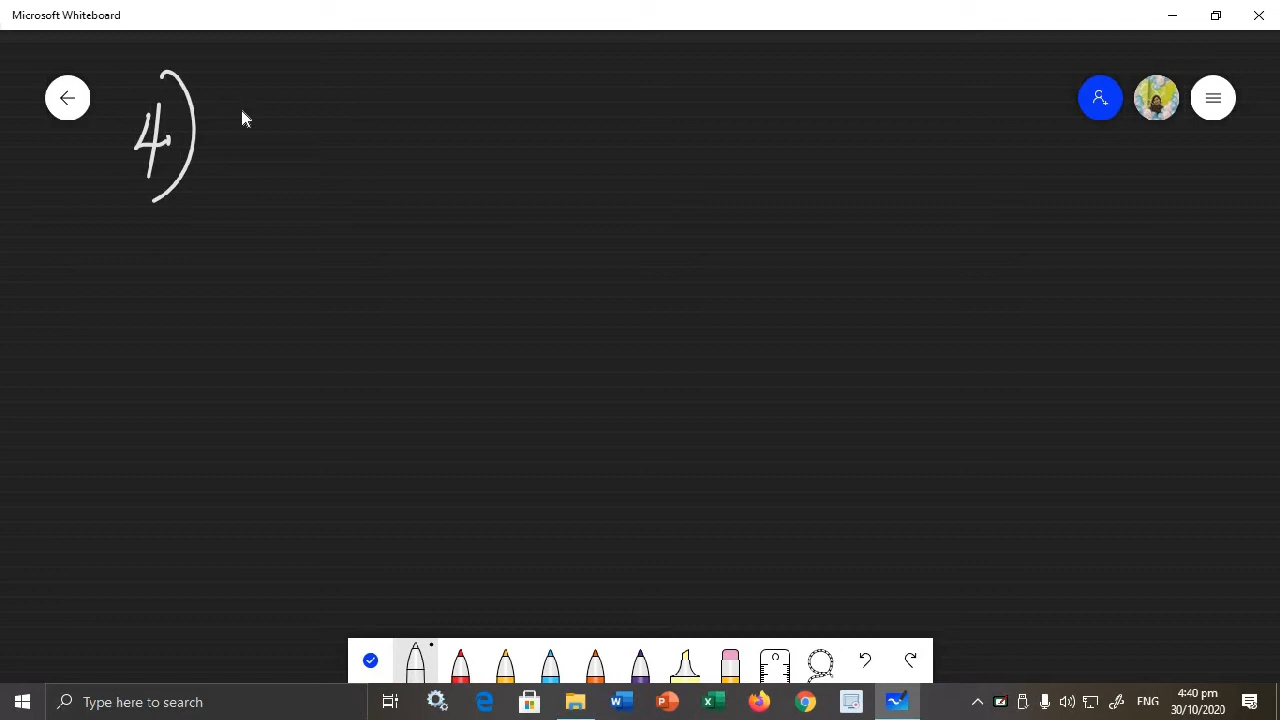 Microsoft Whiteboard
4)
Type here to search
ENG
4:40 pm
30/10/2020